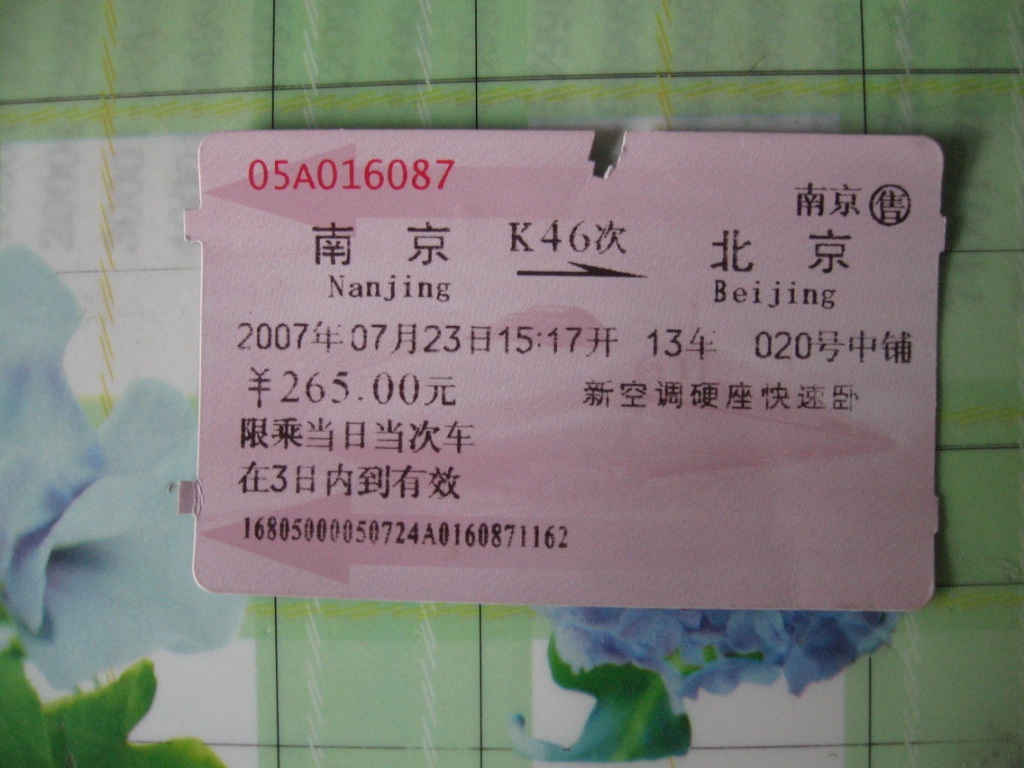 05A016087
南京 售
南京 K46次 北京
Nanjing Beijing
2007年07月23日15:17开 13车 020号中铺
¥265.00元 新空调硬座快速卧
限乘当日当次车
在3日内到有效
16805000050724A0160871162